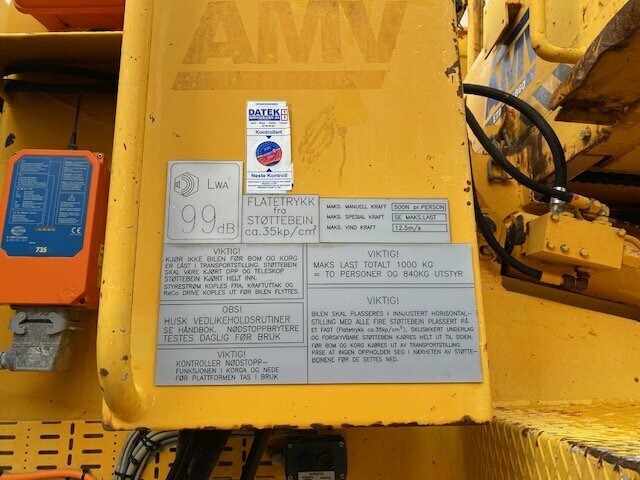 AMV
AMV
DATEK
Kontrollert
Neste Kontroll
735
LWA
99dB
FLATETRYKK
fra
STØTTEBEIN
ca.35kp/cm²
MAKS. MANUELL KRAFT 500N pr.PERSON
MAKS. SPESIAL KRAFT SE MAKS.LAST
MAKS. VIND KRAFT 12,5m/s
VIKTIG!
KJØR IKKE BILEN FØR BOM OG KORG
ER LÅST I TRANSPORTSTILLING. STØTTEBEIN
SKAL VÆRE KJØRT OPP OG TELESKOP
STØTTEBEIN KJØRT HELT INN.
STYRESTRØM KOPLES FRA, KRAFTUTTAK OG
ReCo DRIVE KOPLES UT FØR BILEN FLYTTES.
VIKTIG!
MAKS LAST TOTALT 1000 KG
= TO PERSONER OG 840KG UTSTYR
OBS!
HUSK VEDLIKEHOLDSRUTINER
SE HÅNDBOK. NØDSTOPPBRYTERE
TESTES DAGLIG FØR BRUK
VIKTIG!
BILEN SKAL PLASSERES I INNJUSTERT HORISONTAL-
STILLING MED ALLE FIRE STØTTEBEIN PLASSERT PÅ
ET FAST (Flatetrykk ca.35kp/cm²), SKLISIKKERT UNDERLAG
OG FORSKYVBARE STØTTEBEIN KJØRES HELT UT TIL SIDEN,
FØR BOM OG KORG KJØRES UT AV TRANSPORTSTILLING.
PÅSE AT INGEN OPPHOLDER SEG I NÆRHETEN AV STØTTE-
BEINENE FØR DE SETTES NED.
VIKTIG!
KONTROLLER NØDSTOPP-
FUNKSJONEN I KORGA OG NEDE
FØR PLATTFORMEN TAS I BRUK